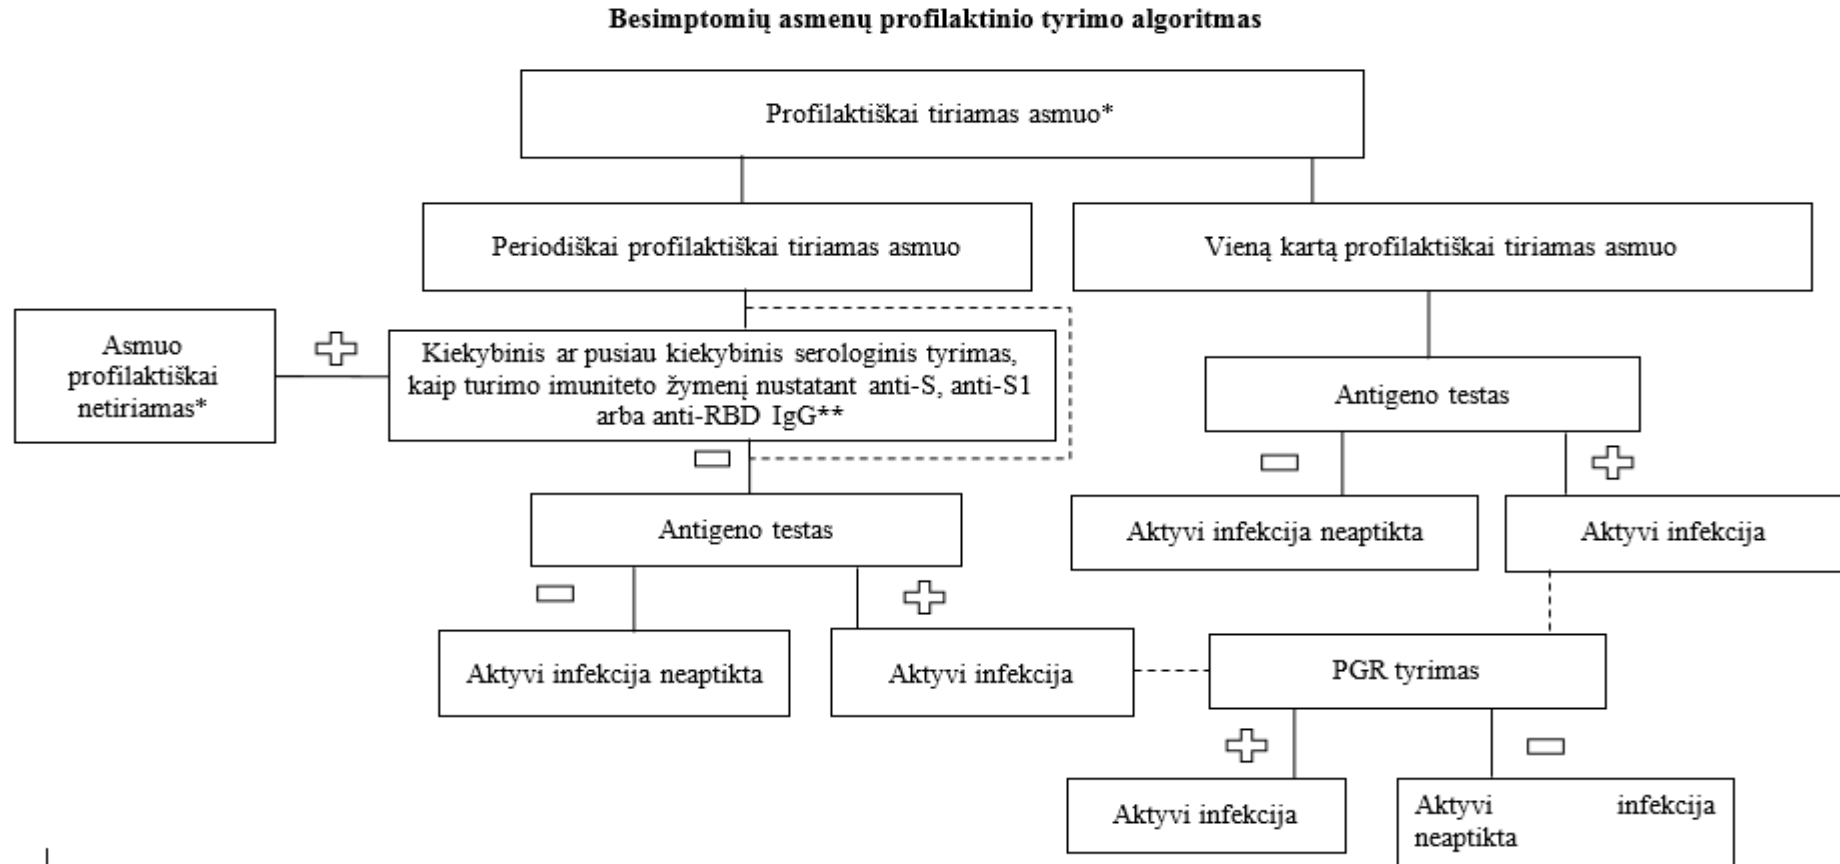 Besimptomių asmenų profilaktinio tyrimo algoritmas
Profilaktiškai tiriamas asmuo*
Periodiškai profilaktiškai tiriamas asmuo
Vieną kartą profilaktiškai tiriamas asmuo
Asmuo
profilaktiškai
netiriamas*
Kiekybinis ar pusiau kiekybinis serologinis tyrimas,
kaip turimo imuniteto žymenį nustatant anti-S, anti-S1
arba anti-RBD IgG**
Antigeno testas
Antigeno testas
Aktyvi infekcija neaptikta
Aktyvi infekcija
Aktyvi infekcija neaptikta
Aktyvi infekcija
PGR tyrimas
Aktyvi infekcija
Aktyvi infekcija
neaptikta